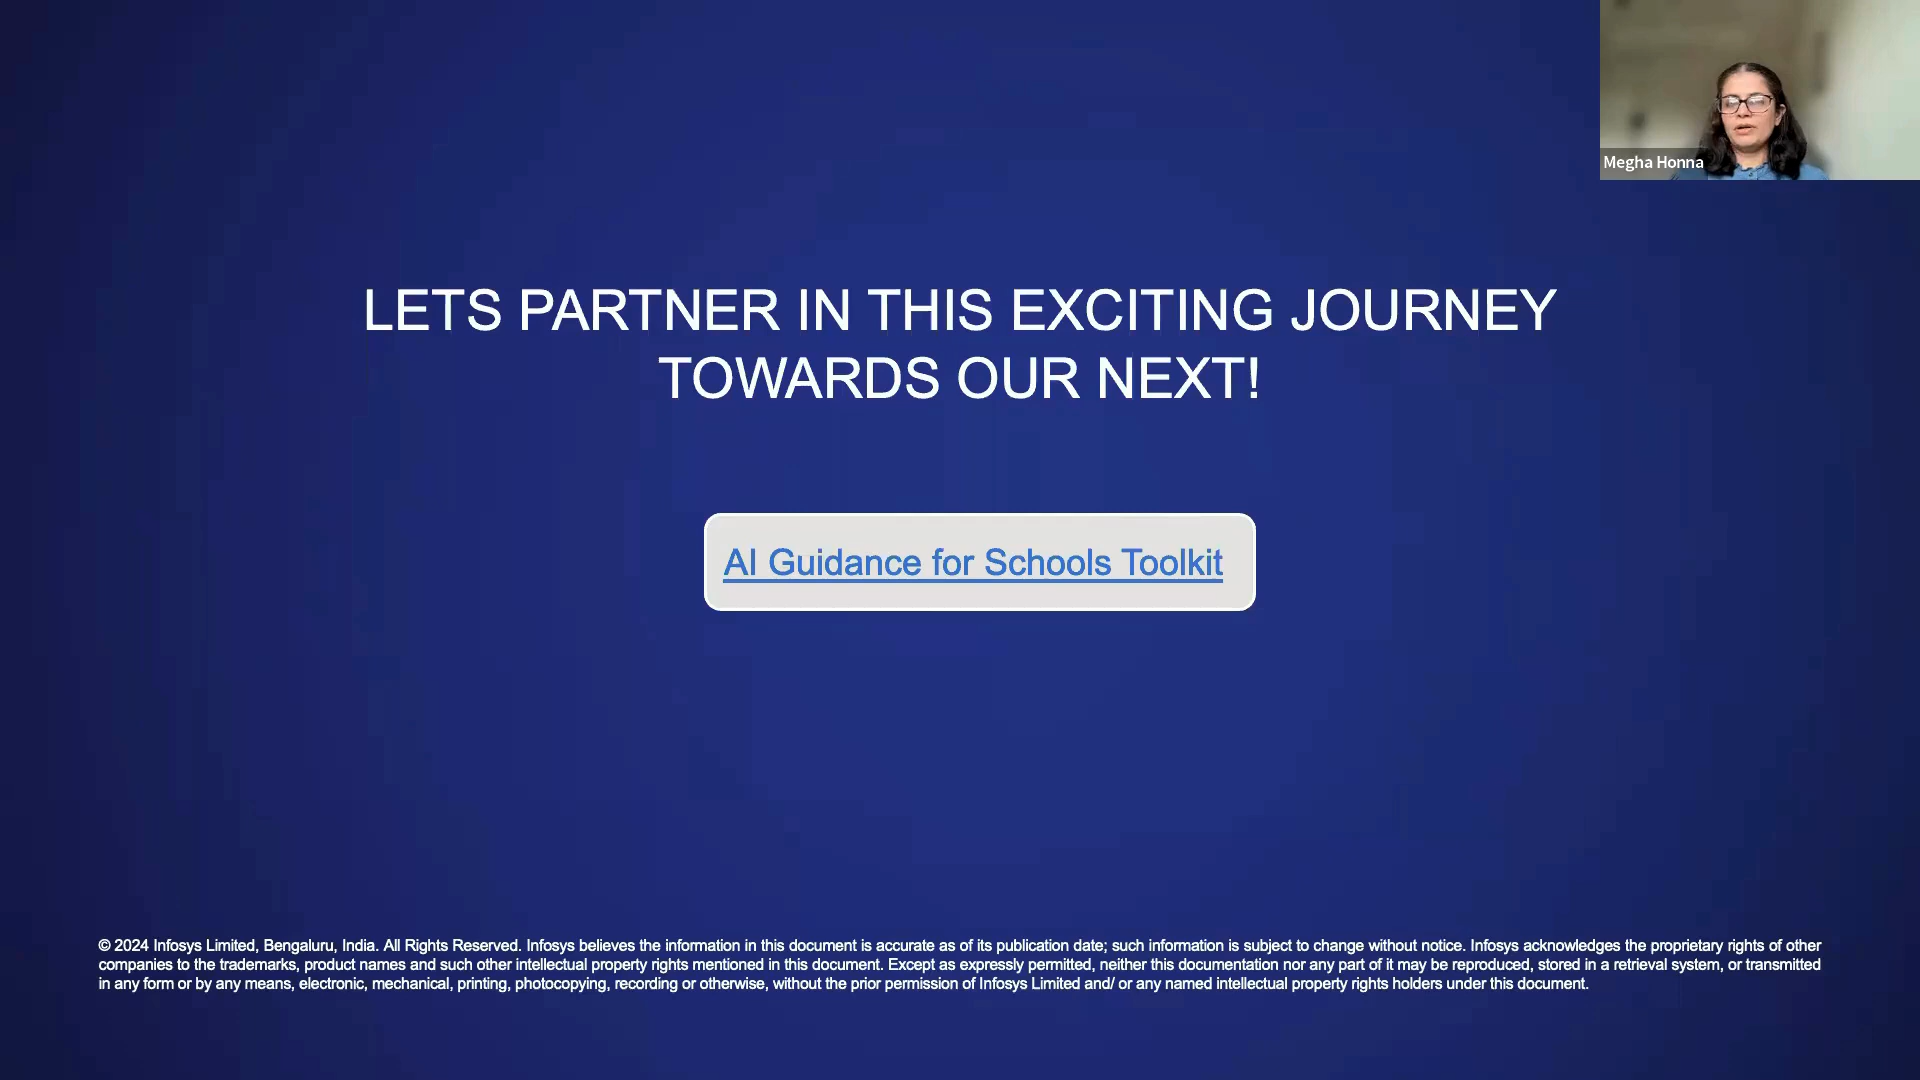 Megha Honna
LETS PARTNER IN THIS EXCITING JOURNEY
TOWARDS OUR NEXT!
AI Guidance for Schools Toolkit
© 2024 Infosys Limited, Bengaluru, India. All Rights Reserved. Infosys believes the information in this document is accurate as of its publication date; such information is subject to change without notice. Infosys acknowledges the proprietary rights of other
companies to the trademarks, product names and such other intellectual property rights mentioned in this document. Except as expressly permitted, neither this documentation nor any part of it may be reproduced, stored in a retrieval system, or transmitted
in any form or by any means, electronic, mechanical, printing, photocopying, recording or otherwise, without the prior permission of Infosys Limited and/ or any named intellectual property rights holders under this document.